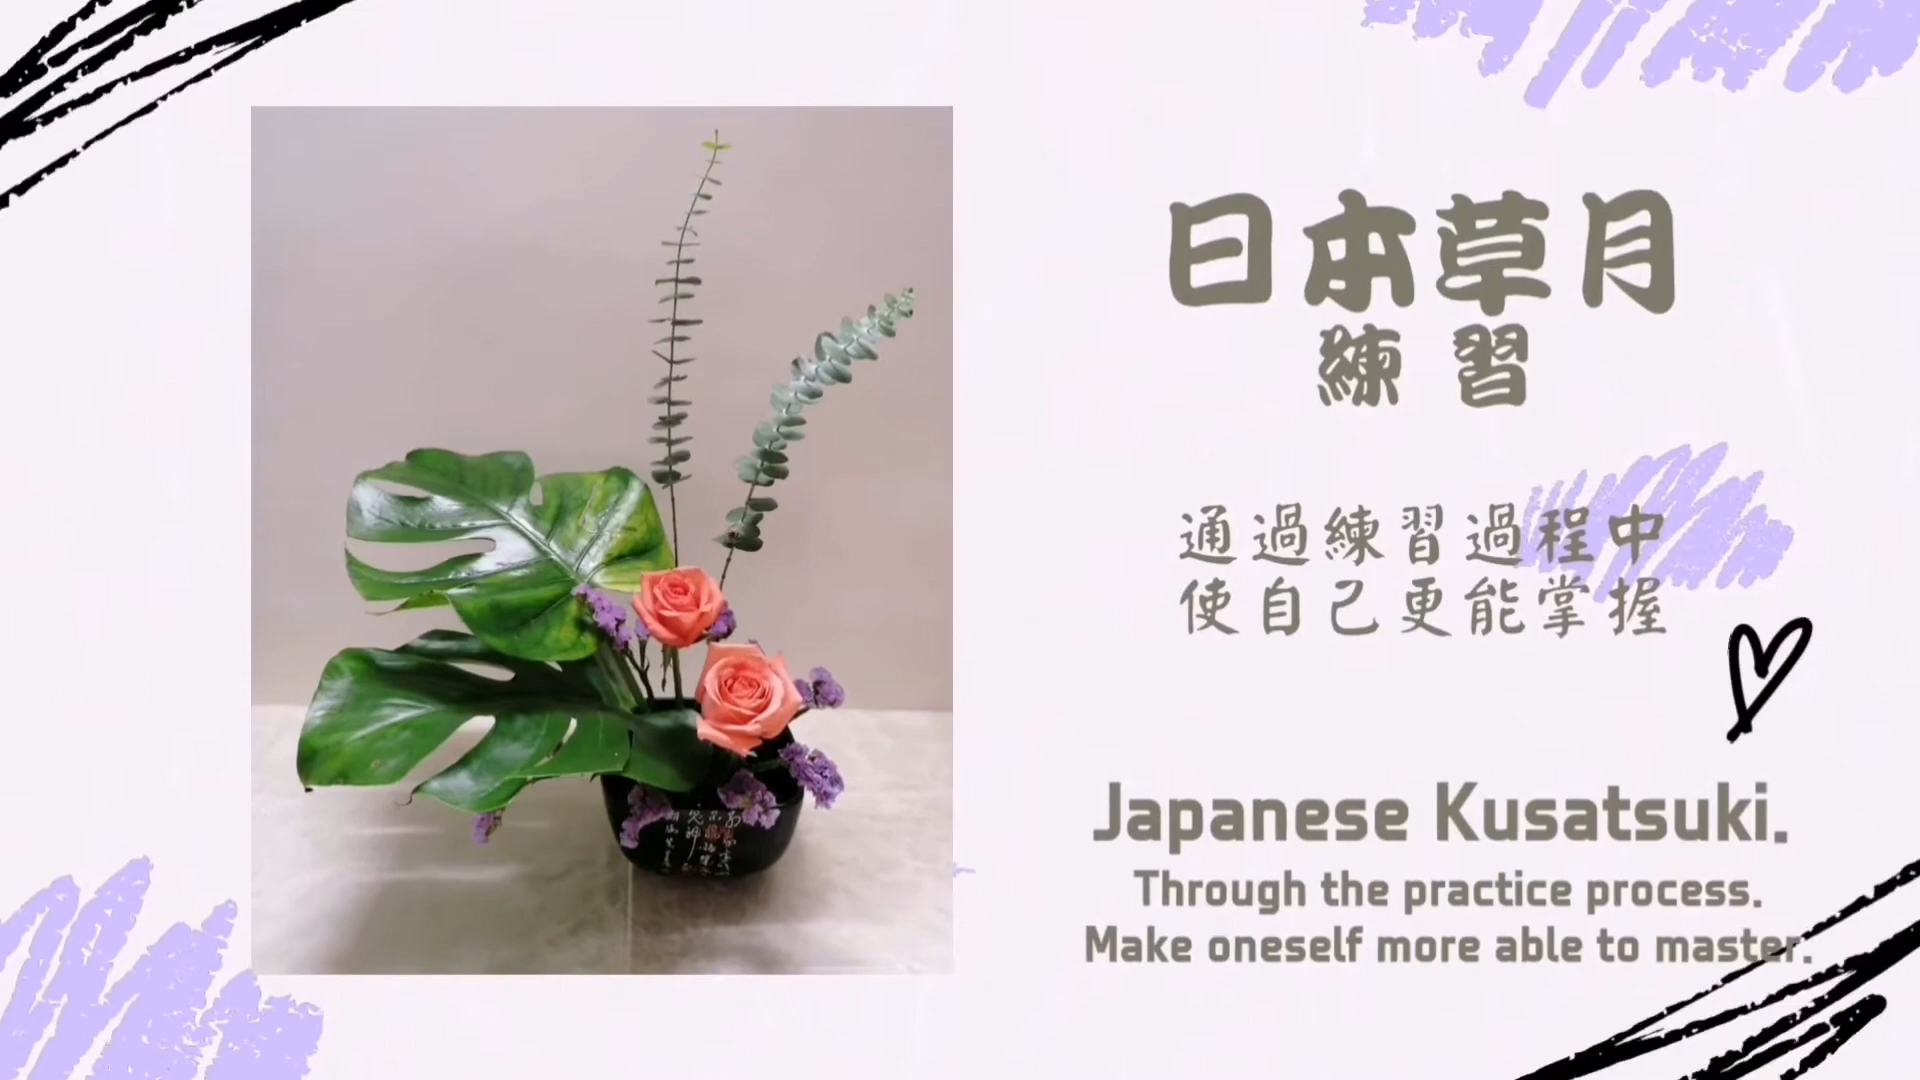 日本草月
練習
通過練習過程中
使自己更能掌握
Japanese Kusatsuki.
Through the practice process.
Make oneself more able to master.